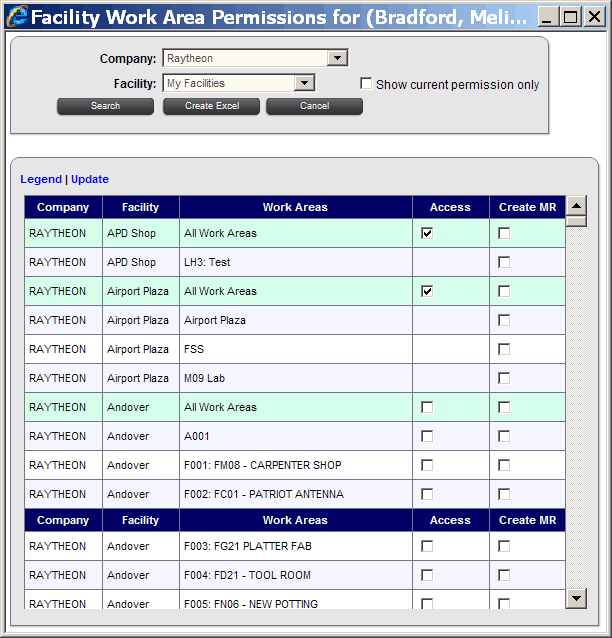 Facility Work Area Permissions for (Bradford, Meli...
Company: Raytheon
Facility: My Facilities Show current permission only
Search Create Excel Cancel
Legend | Update
Company Facility Work Areas Access Create MR
RAYTHEON APD Shop All Work Areas
RAYTHEON APD Shop LH3: Test
RAYTHEON Airport Plaza All Work Areas
RAYTHEON Airport Plaza Airport Plaza
RAYTHEON Airport Plaza FSS
RAYTHEON Airport Plaza M09 Lab
RAYTHEON Andover All Work Areas
RAYTHEON Andover A001
RAYTHEON Andover F001: FM08 - CARPENTER SHOP
RAYTHEON Andover F002: FC01 - PATRIOT ANTENNA
Company Facility Work Areas Access Create MR
RAYTHEON Andover F003: FG21 PLATTER FAB
RAYTHEON Andover F004: FD21 - TOOL ROOM
RAYTHEON Andover F005: FN06 - NEW POTTING